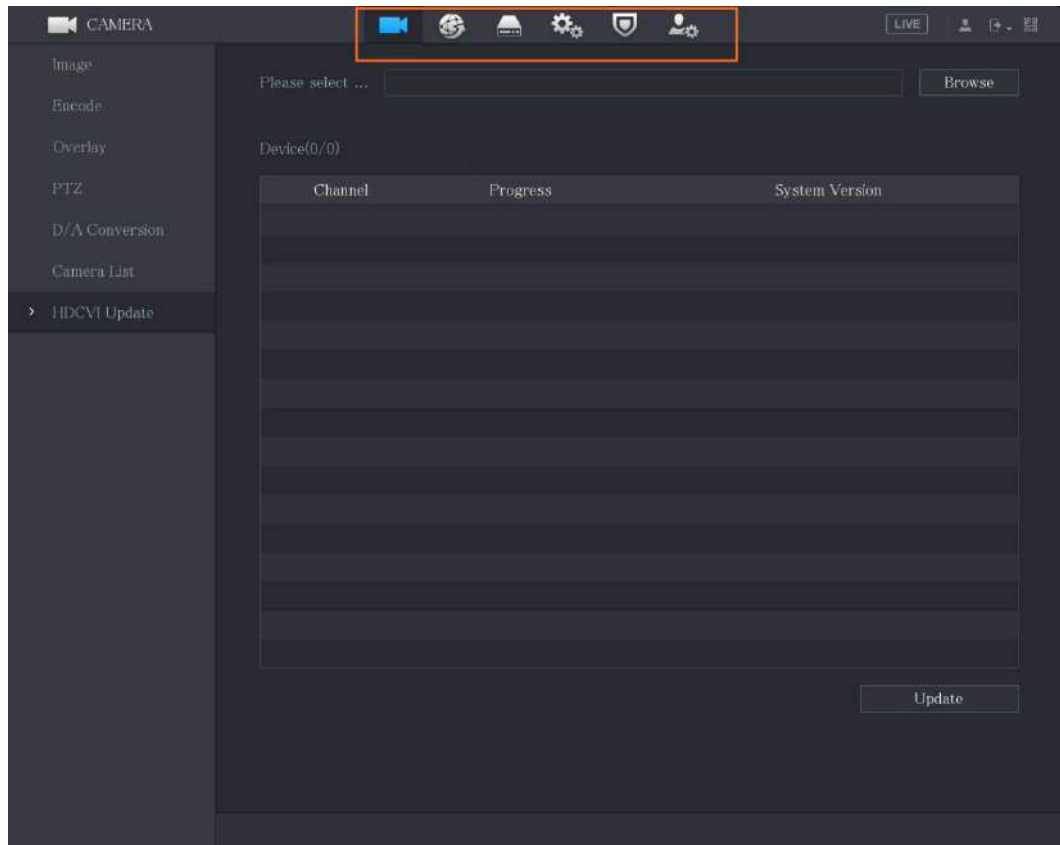 CAMERA
LIVE
Image
Encode
Overlay
PTZ
D/A Conversion
Camera List
HDCVI Update
Please select ...
Browse
Device(0/0)
Channel Progress System Version
Update